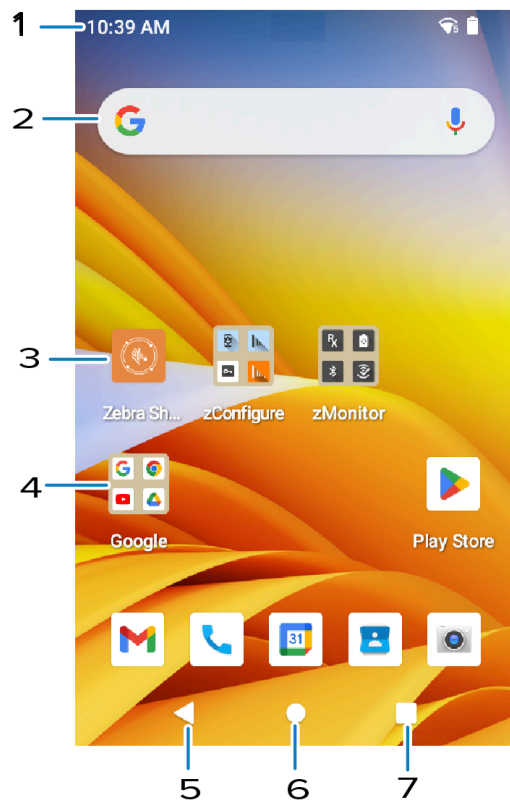 1
10:39 AM
5
2
G
3
Rx
Zebra Sh...
zConfigure
zMonitor
4
G
Google
Play Store
31
5
6
7